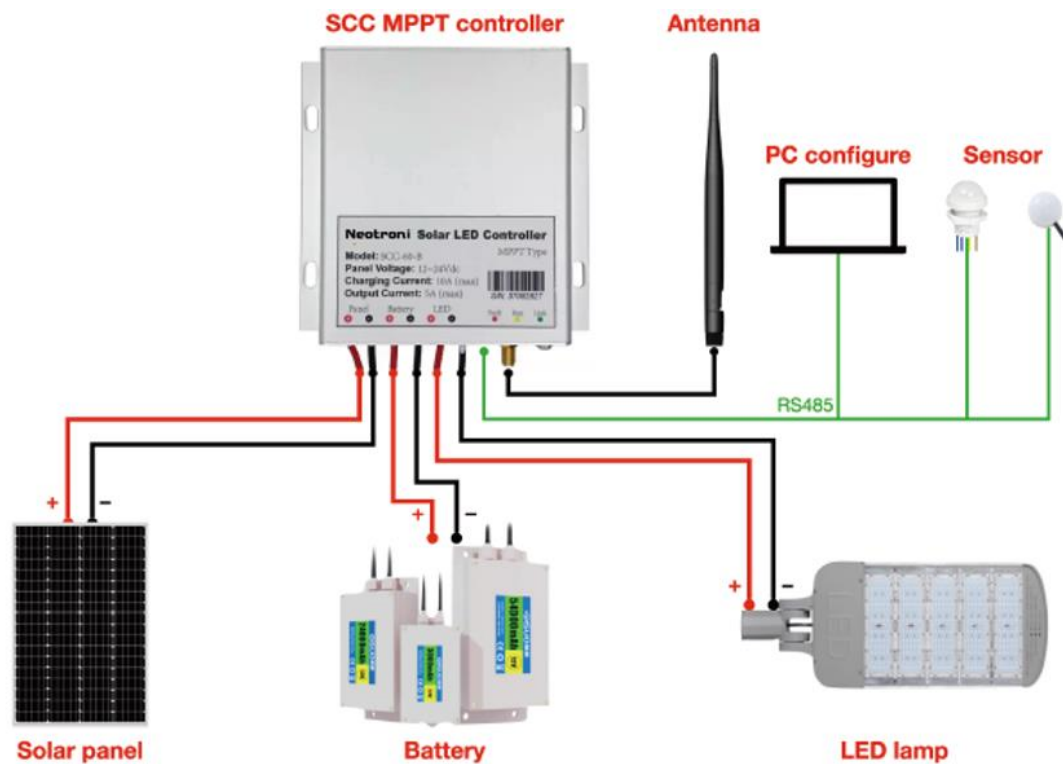 SCC MPPT controller
Antenna
PC configure
Sensor
Neotroni Solar LED Controller
MPPT Type
Model: SCC-60-B
Panel Voltage: 12~24Vdc
Charging Current: 10A (max)
Output Current: 5A (max)
Panel Battery LED
RS485
+ −
+ −
+ −
Solar panel
Battery
LED lamp